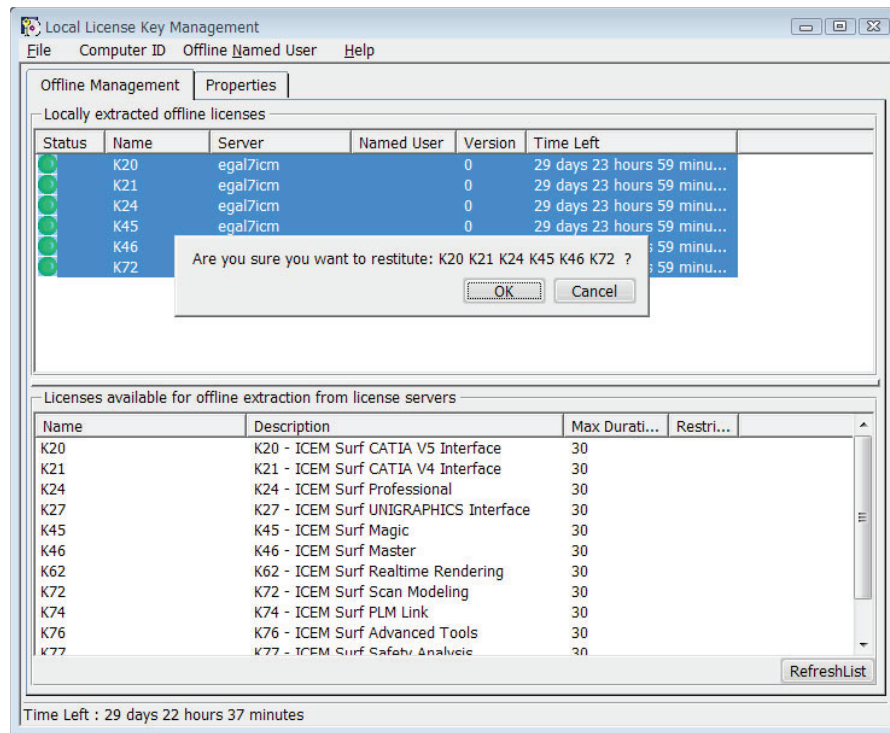 Local License Key Management
File Computer ID Offline Named User Help
Offline Management Properties
Locally extracted offline licenses
Status Name Server Named User Version Time Left
K20 egal7icm 0 29 days 23 hours 59 minu...
K21 egal7icm 0 29 days 23 hours 59 minu...
K24 egal7icm 0 29 days 23 hours 59 minu...
K45 egal7icm 0 29 days 23 hours 59 minu...
K46 59 minu...
K72 59 minu...
Are you sure you want to restitute: K20 K21 K24 K45 K46 K72 ?
OK Cancel
Licenses available for offline extraction from license servers
Name Description Max Durati... Restri...
K20 K20 - ICEM Surf CATIA V5 Interface 30
K21 K21 - ICEM Surf CATIA V4 Interface 30
K24 K24 - ICEM Surf Professional 30
K27 K27 - ICEM Surf UNIGRAPHICS Interface 30
K45 K45 - ICEM Surf Magic 30
K46 K46 - ICEM Surf Master 30
K62 K62 - ICEM Surf Realtime Rendering 30
K72 K72 - ICEM Surf Scan Modeling 30
K74 K74 - ICEM Surf PLM Link 30
K76 K76 - ICEM Surf Advanced Tools 30
K77 K77 - ICEM Surf Safety Analysis 30
RefreshList
Time Left : 29 days 22 hours 37 minutes